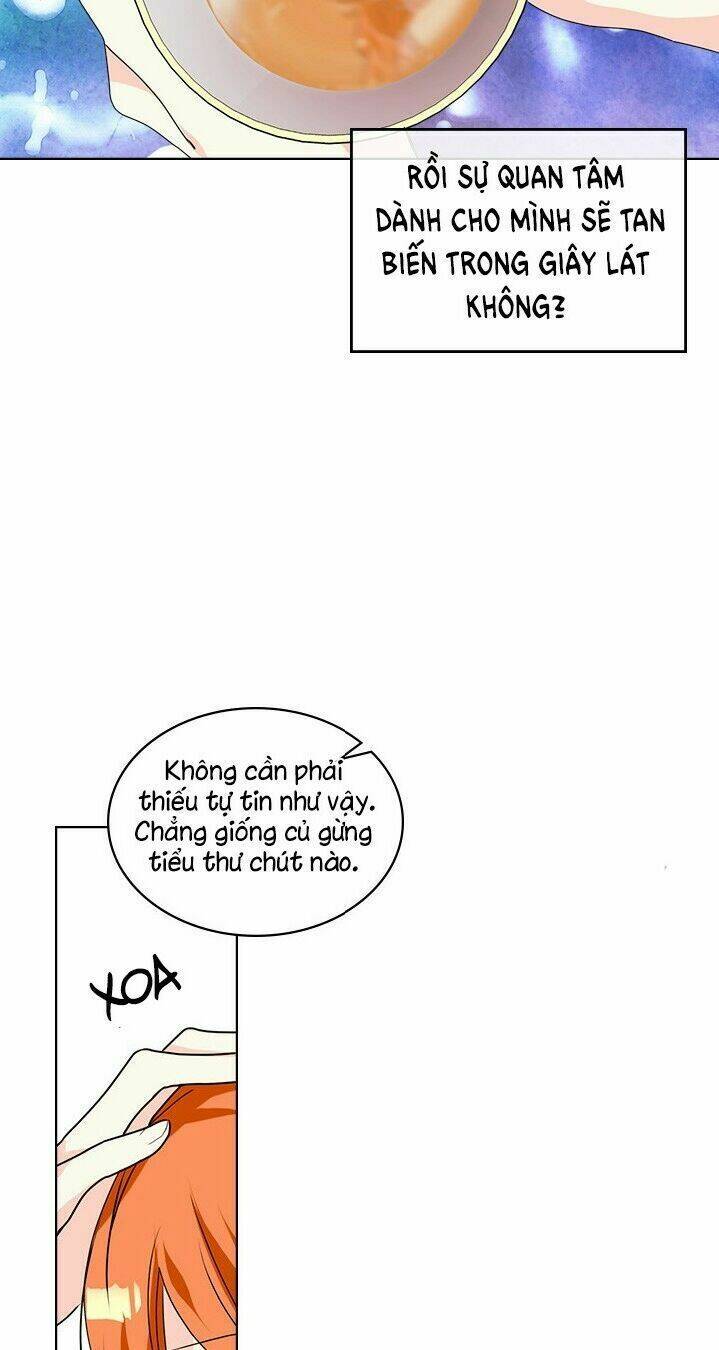 RỒI SỰ QUAN TÂM
DÀNH CHO MÌNH SẼ TAN
BIẾN TRONG GIÂY LÁT
KHÔNG?
Không cần phải
thiếu tự tin như vậy.
Chẳng giống củ gừng
tiểu thư chút nào.
XOA